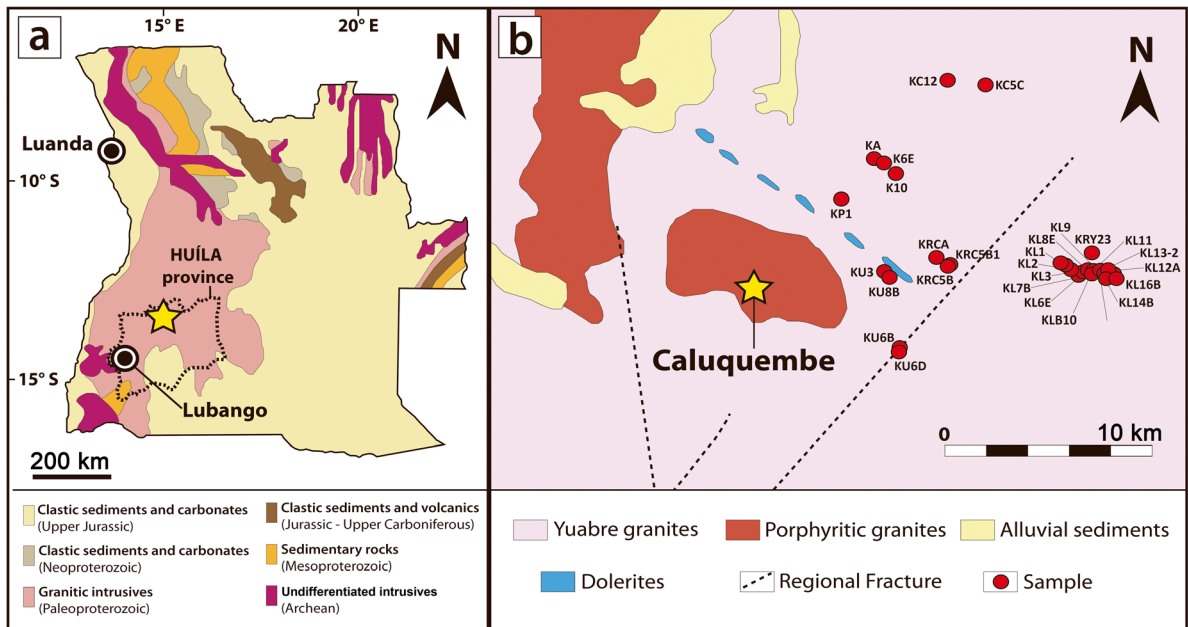 a
15° E
20° E
N
Luanda
10° S
HUÍLA
province
15° S
Lubango
200 km
Clastic sediments and carbonates
(Upper Jurassic)
Clastic sediments and volcanics
(Jurassic - Upper Carboniferous)
Clastic sediments and carbonates
(Neoproterozoic)
Sedimentary rocks
(Mesoproterozoic)
Granitic intrusives
(Paleoproterozoic)
Undifferentiated intrusives
(Archean)
b
N
KC12
KC5C
KA
K6E
K10
KP1
KL9
KL8E
KRY23
KL11
KL1
KL13-2
KRCA
KRC5B1
KL2
KL12A
KU3
KRC5B
KL3
KL16B
KU8B
KL7B
KL6E
KL14B
KLB10
KU6B
KU6D
Caluquembe
0
10 km
Yuabre granites
Porphyritic granites
Alluvial sediments
Dolerites
Regional Fracture
Sample